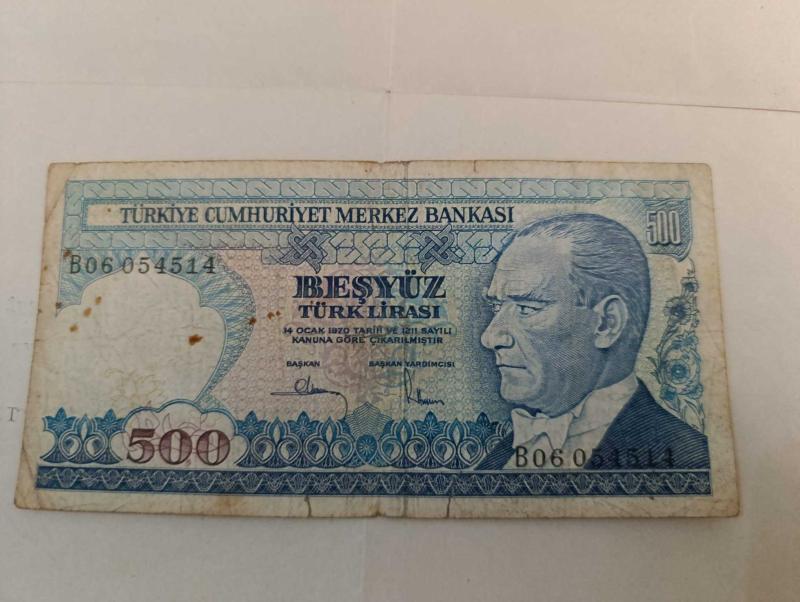 TÜRKİYE CUMHURİYET MERKEZ BANKASI
500
B06 054514
BEŞYÜZ
TÜRK LİRASI
14 OCAK 1970 TARİH VE 1211 SAYILI
KANUNA GÖRE ÇIKARILMIŞTIR
BAŞKAN BAŞKAN YARDIMCISI
500
B06 054514
T